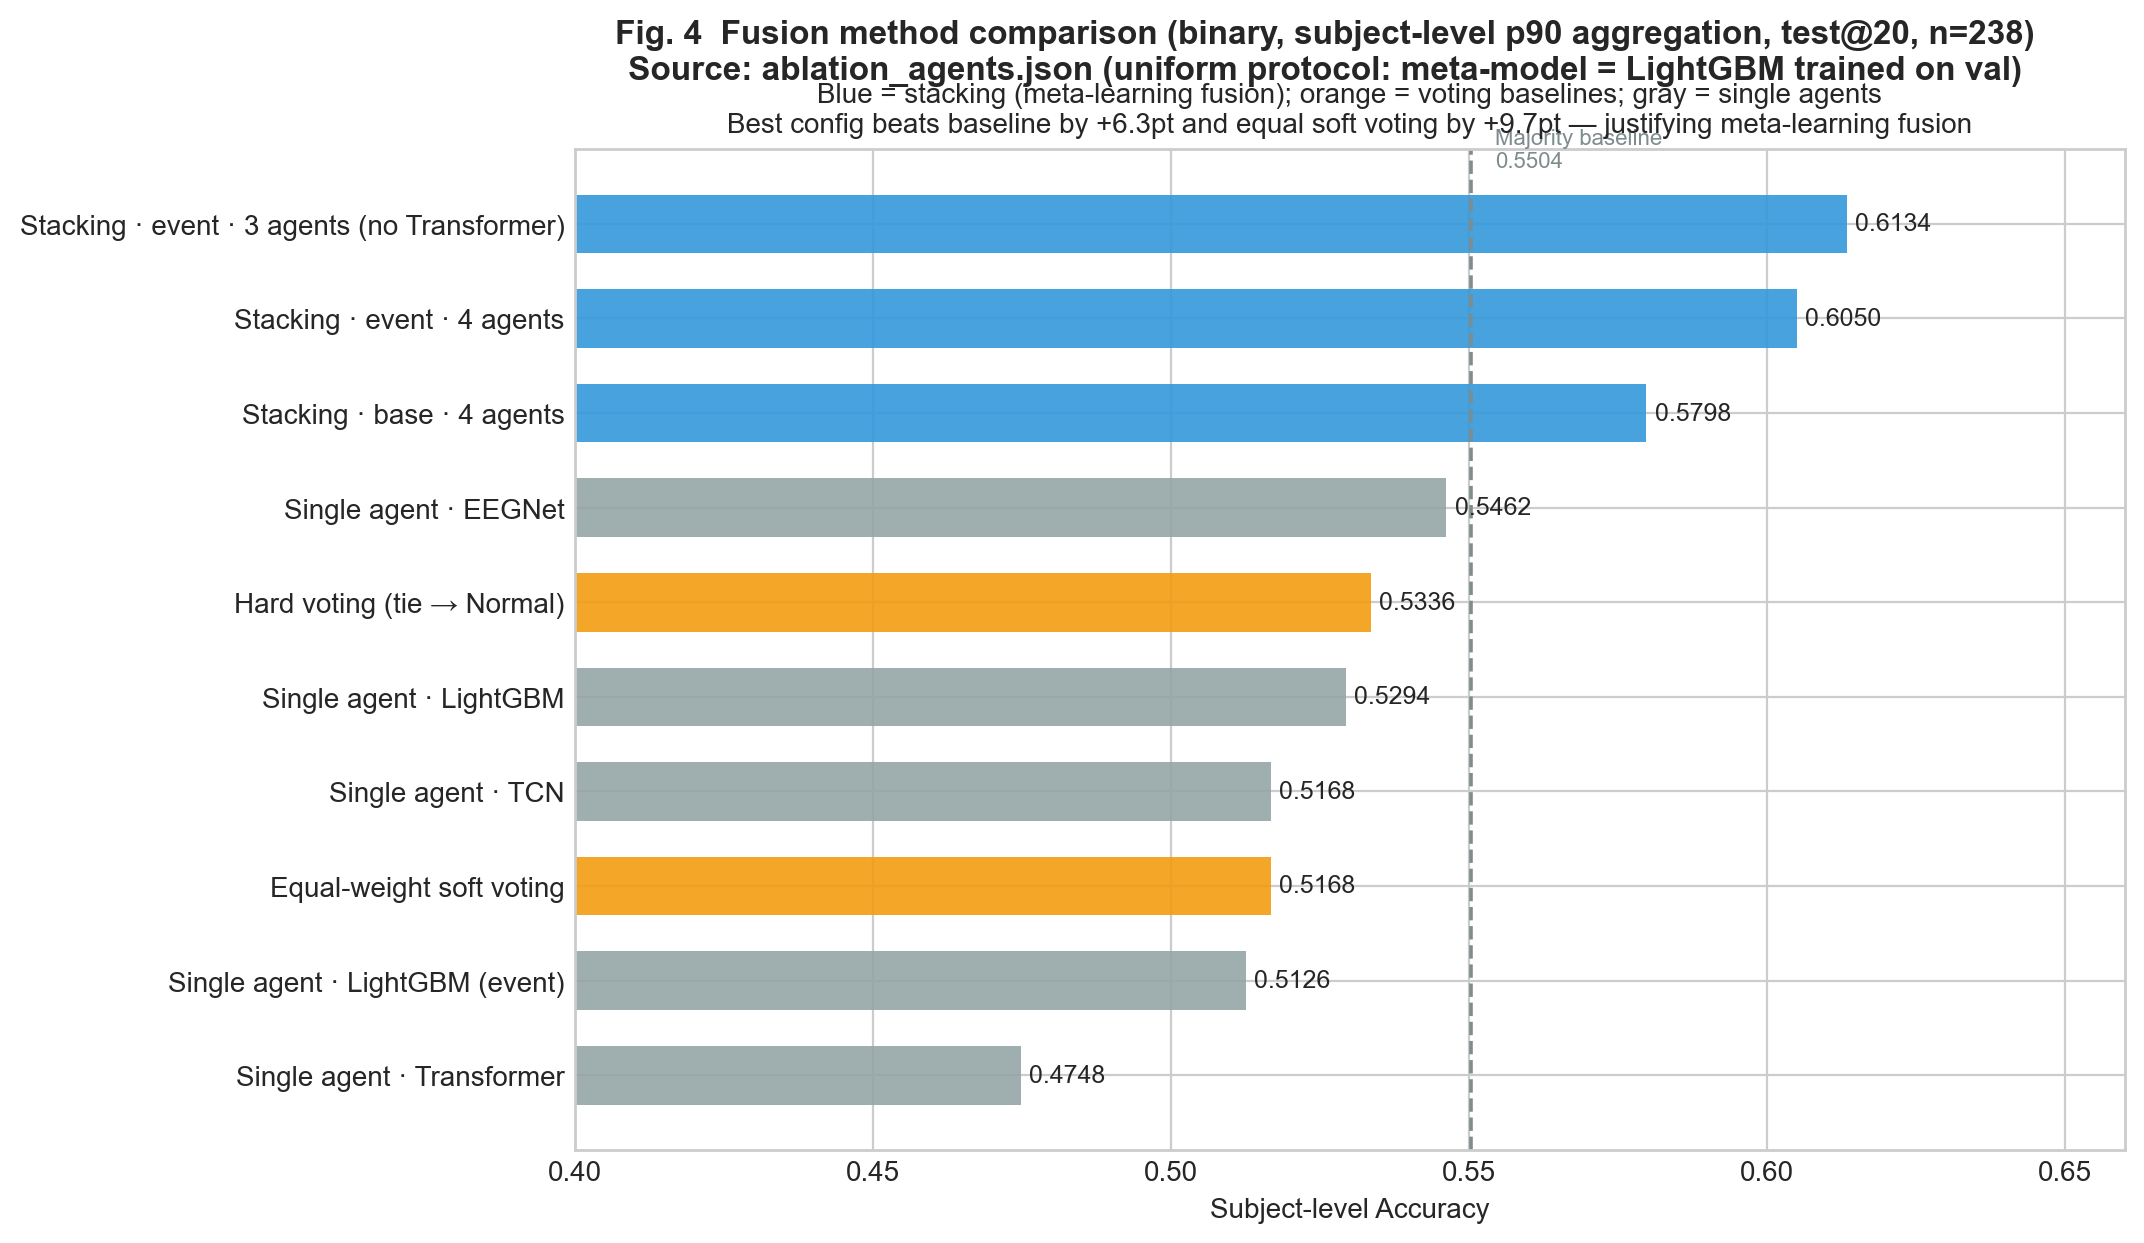 Fig. 4  Fusion method comparison (binary, subject-level p90 aggregation, test@20, n=238)
Source: ablation_agents.json (uniform protocol: meta-model = LightGBM trained on val)
Blue = stacking (meta-learning fusion); orange = voting baselines; gray = single agents
Best config beats baseline by +6.3pt and equal soft voting by +9.7pt — justifying meta-learning fusion
Majority baseline
0.5504
Stacking · event · 3 agents (no Transformer) 0.6134
Stacking · event · 4 agents 0.6050
Stacking · base · 4 agents 0.5798
Single agent · EEGNet 0.5462
Hard voting (tie → Normal) 0.5336
Single agent · LightGBM 0.5294
Single agent · TCN 0.5168
Equal-weight soft voting 0.5168
Single agent · LightGBM (event) 0.5126
Single agent · Transformer 0.4748
0.40 0.45 0.50 0.55 0.60 0.65
Subject-level Accuracy